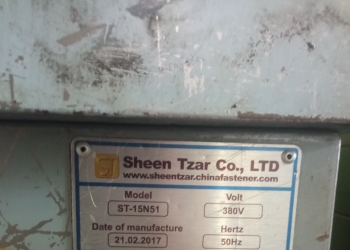 ST Sheen Tzar Co., LTD
www.sheentzar.chinafastener.com
Model Volt
ST-15N51 380V
Date of manufacture Hertz
21.02.2017 50Hz